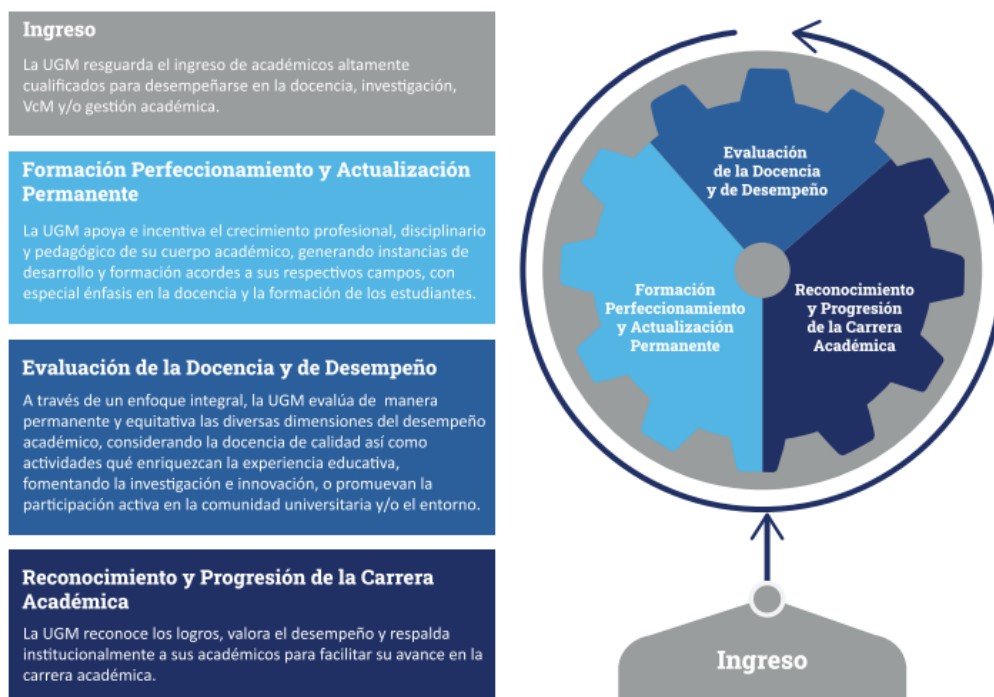 Ingreso
La UGM resguarda el ingreso de académicos altamente
cualificados para desempeñarse en la docencia, investigación,
VcM y/o gestión académica.
Formación Perfeccionamiento y Actualización
Permanente
La UGM apoya e incentiva el crecimiento profesional, disciplinario
y pedagógico de su cuerpo académico, generando instancias de
desarrollo y formación acordes a sus respectivos campos, con
especial énfasis en la docencia y la formación de los estudiantes.
Evaluación de la Docencia y de Desempeño
A través de un enfoque integral, la UGM evalúa de manera
permanente y equitativa las diversas dimensiones del desempeño
académico, considerando la docencia de calidad así como
actividades qué enriquezcan la experiencia educativa,
fomentando la investigación e innovación, o promuevan la
participación activa en la comunidad universitaria y/o el entorno.
Reconocimiento y Progresión de la Carrera
Académica
La UGM reconoce los logros, valora el desempeño y respalda
institucionalmente a sus académicos para facilitar su avance en la
carrera académica.
Evaluación
de la Docencia
y de Desempeño
Formación
Perfeccionamiento
y Actualización
Permanente
Reconocimiento
y Progresión
de la Carrera
Académica
Ingreso